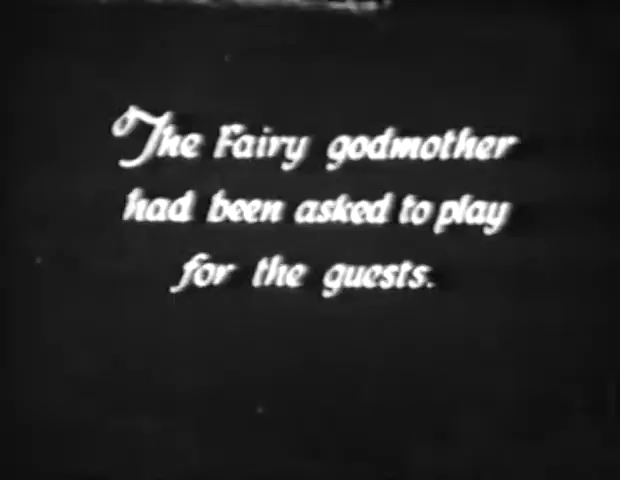 The Fairy godmother
had been asked to play
for the guests.